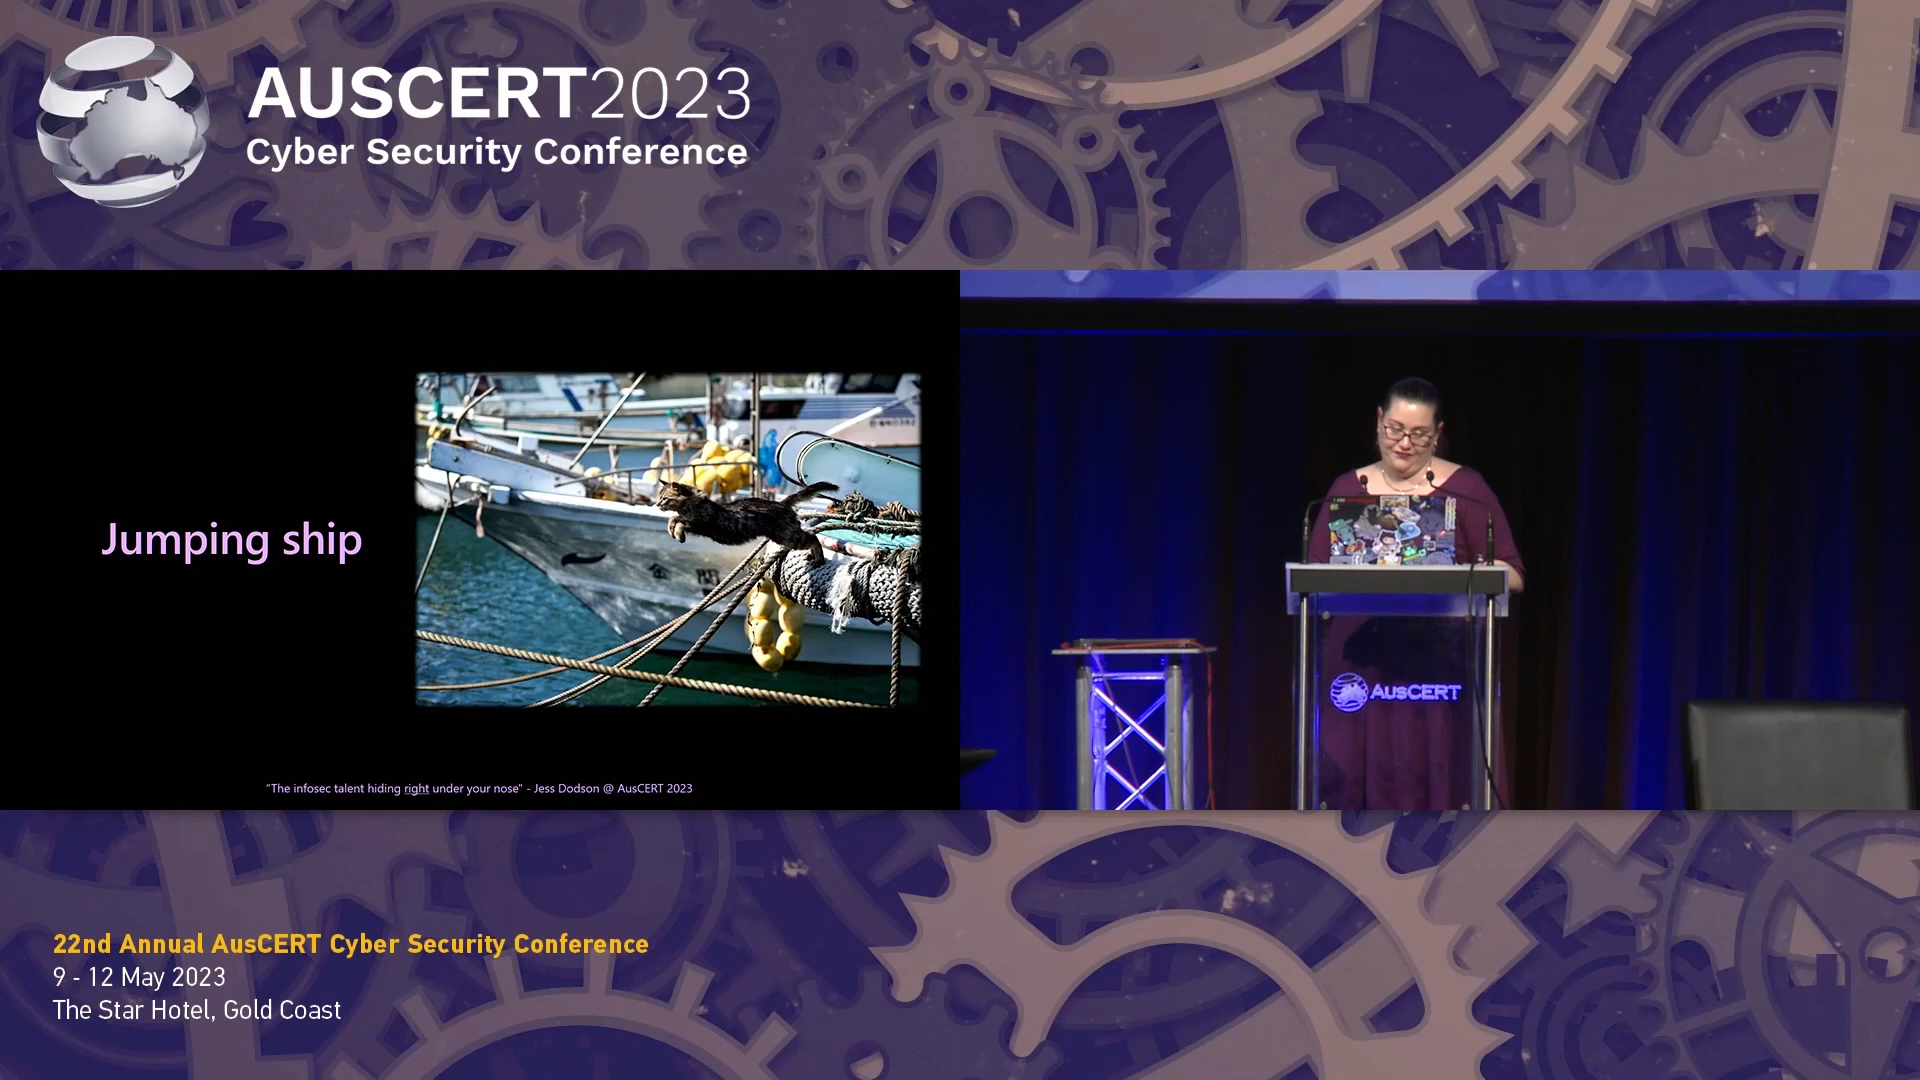 AUSCERT2023
Cyber Security Conference
Jumping ship
"The infosec talent hiding right under your nose" - Jess Dodson @ AusCERT 2023
AusCERT
22nd Annual AusCERT Cyber Security Conference
9 - 12 May 2023
The Star Hotel, Gold Coast